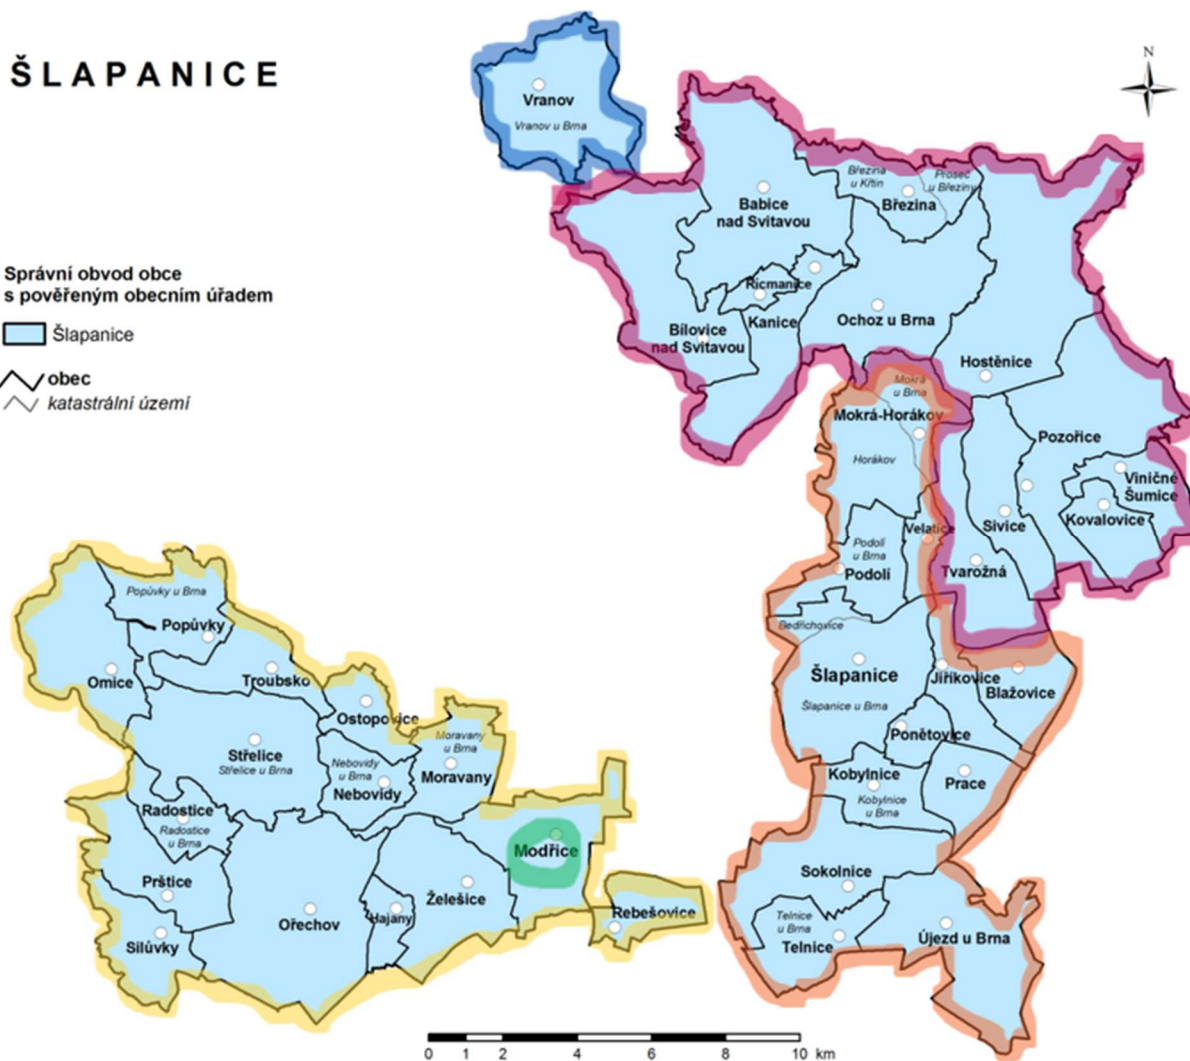 ŠLAPANICE
N
Vranov
Vranov u Brna
Správní obvod obce
s pověřeným obecním úřadem
Šlapanice
obec
katastrální území
Babice
nad Svitavou
Březina
u Křtin
Proseč
u Březiny
Březina
Řícmanice
Kanice
Ochoz u Brna
Bílovice
nad Svitavou
Hostěnice
Mokrá
u Brna
Mokrá-Horákov
Horákov
Pozořice
Viničné
Šumice
Kovalovice
Sivice
Velatice
Tvarožná
Podolí
u Brna
Podolí
Bedřichovice
Šlapanice
Šlapanice u Brna
Jiříkovice
Blažovice
Ponětovice
Kobylnice
Kobylnice
u Brna
Prace
Sokolnice
Telnice
u Brna
Telnice
Újezd u Brna
Popůvky u Brna
Popůvky
Omice
Troubsko
Ostopovice
Střelice
Střelice u Brna
Nebovidy
u Brna
Nebovidy
Moravany
u Brna
Moravany
Radostice
Radostice
u Brna
Modřice
Prštice
Ořechov
Hajany
Želešice
Rebešovice
Silůvky
0 1 2 4 6 8 10 km